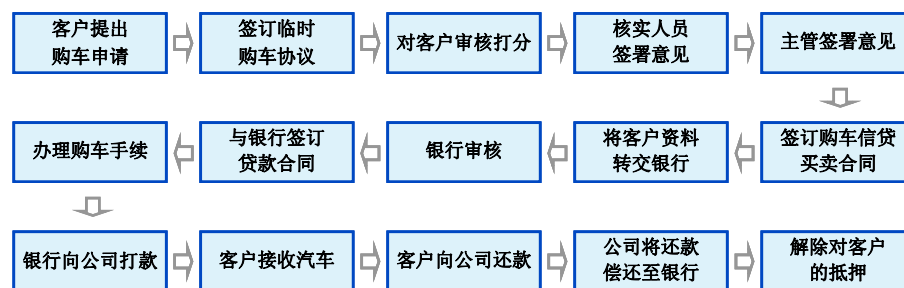 客户提出
购车申请
签订临时
购车协议
对客户审核打分
核实人员
签署意见
主管签署意见
签订购车信贷
买卖合同
将客户资料
转交银行
银行审核
与银行签订
贷款合同
办理购车手续
银行向公司打款
客户接收汽车
客户向公司还款
公司将还款
偿还至银行
解除对客户
的抵押